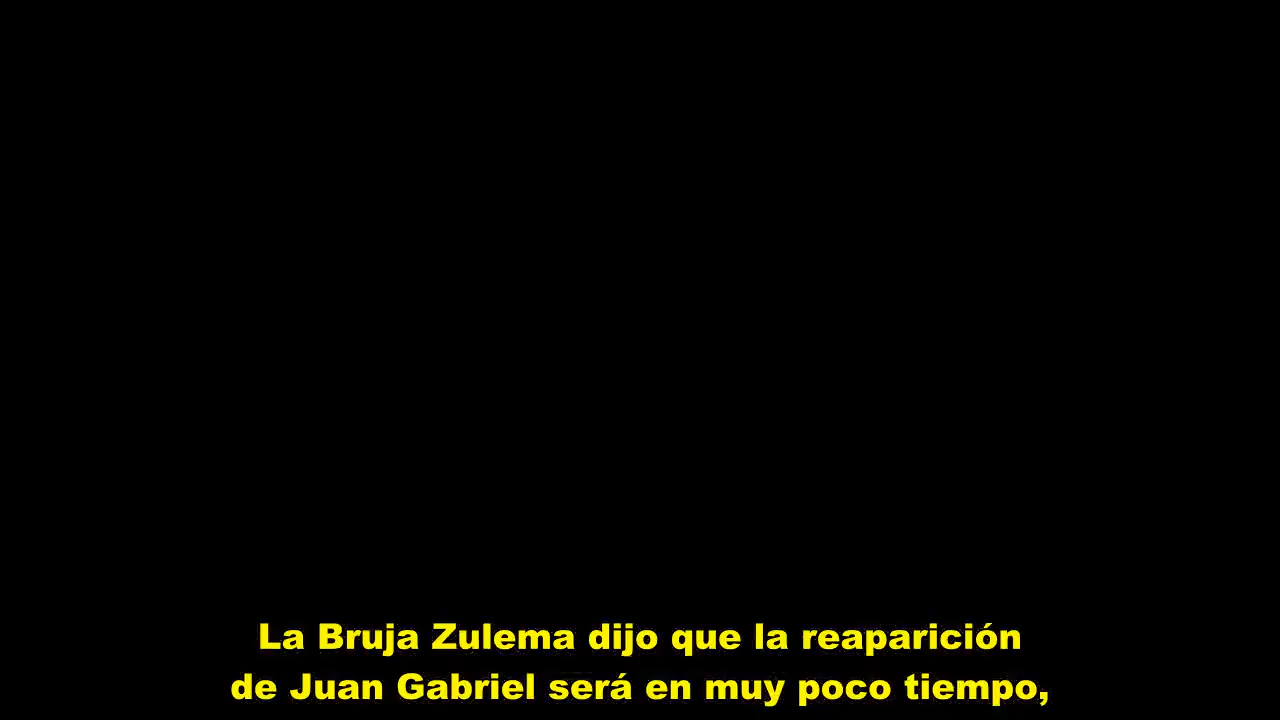 La Bruja Zulema dijo que la reaparición
de Juan Gabriel será en muy poco tiempo,